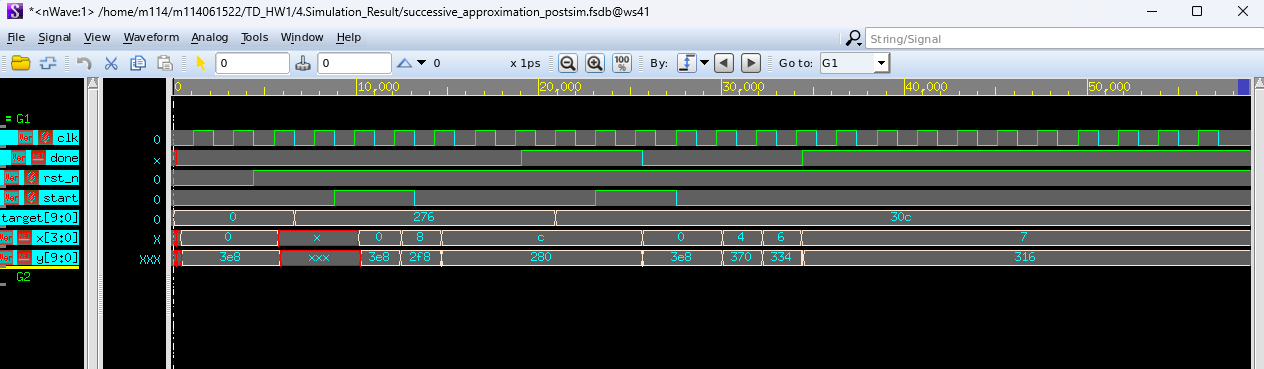 *<nWave:1> /home/m114/m114061522/TD_HW1/4.Simulation_Result/successive_approximation_postsim.fsdb@ws41
File Signal View Waveform Analog Tools Window Help String/Signal
0 0 0 x 1ps 100 % By: Go to: G1
0 10,000 20,000 30,000 40,000 50,000
= G1
clk 0
done x
rst_n 0
start 0
target[9:0] 0 0 276 30c
x[3:0] x 0 x 0 8 c 0 4 6 7
y[9:0] xxx 3e8 xxx 3e8 2f8 280 3e8 370 334 316
G2